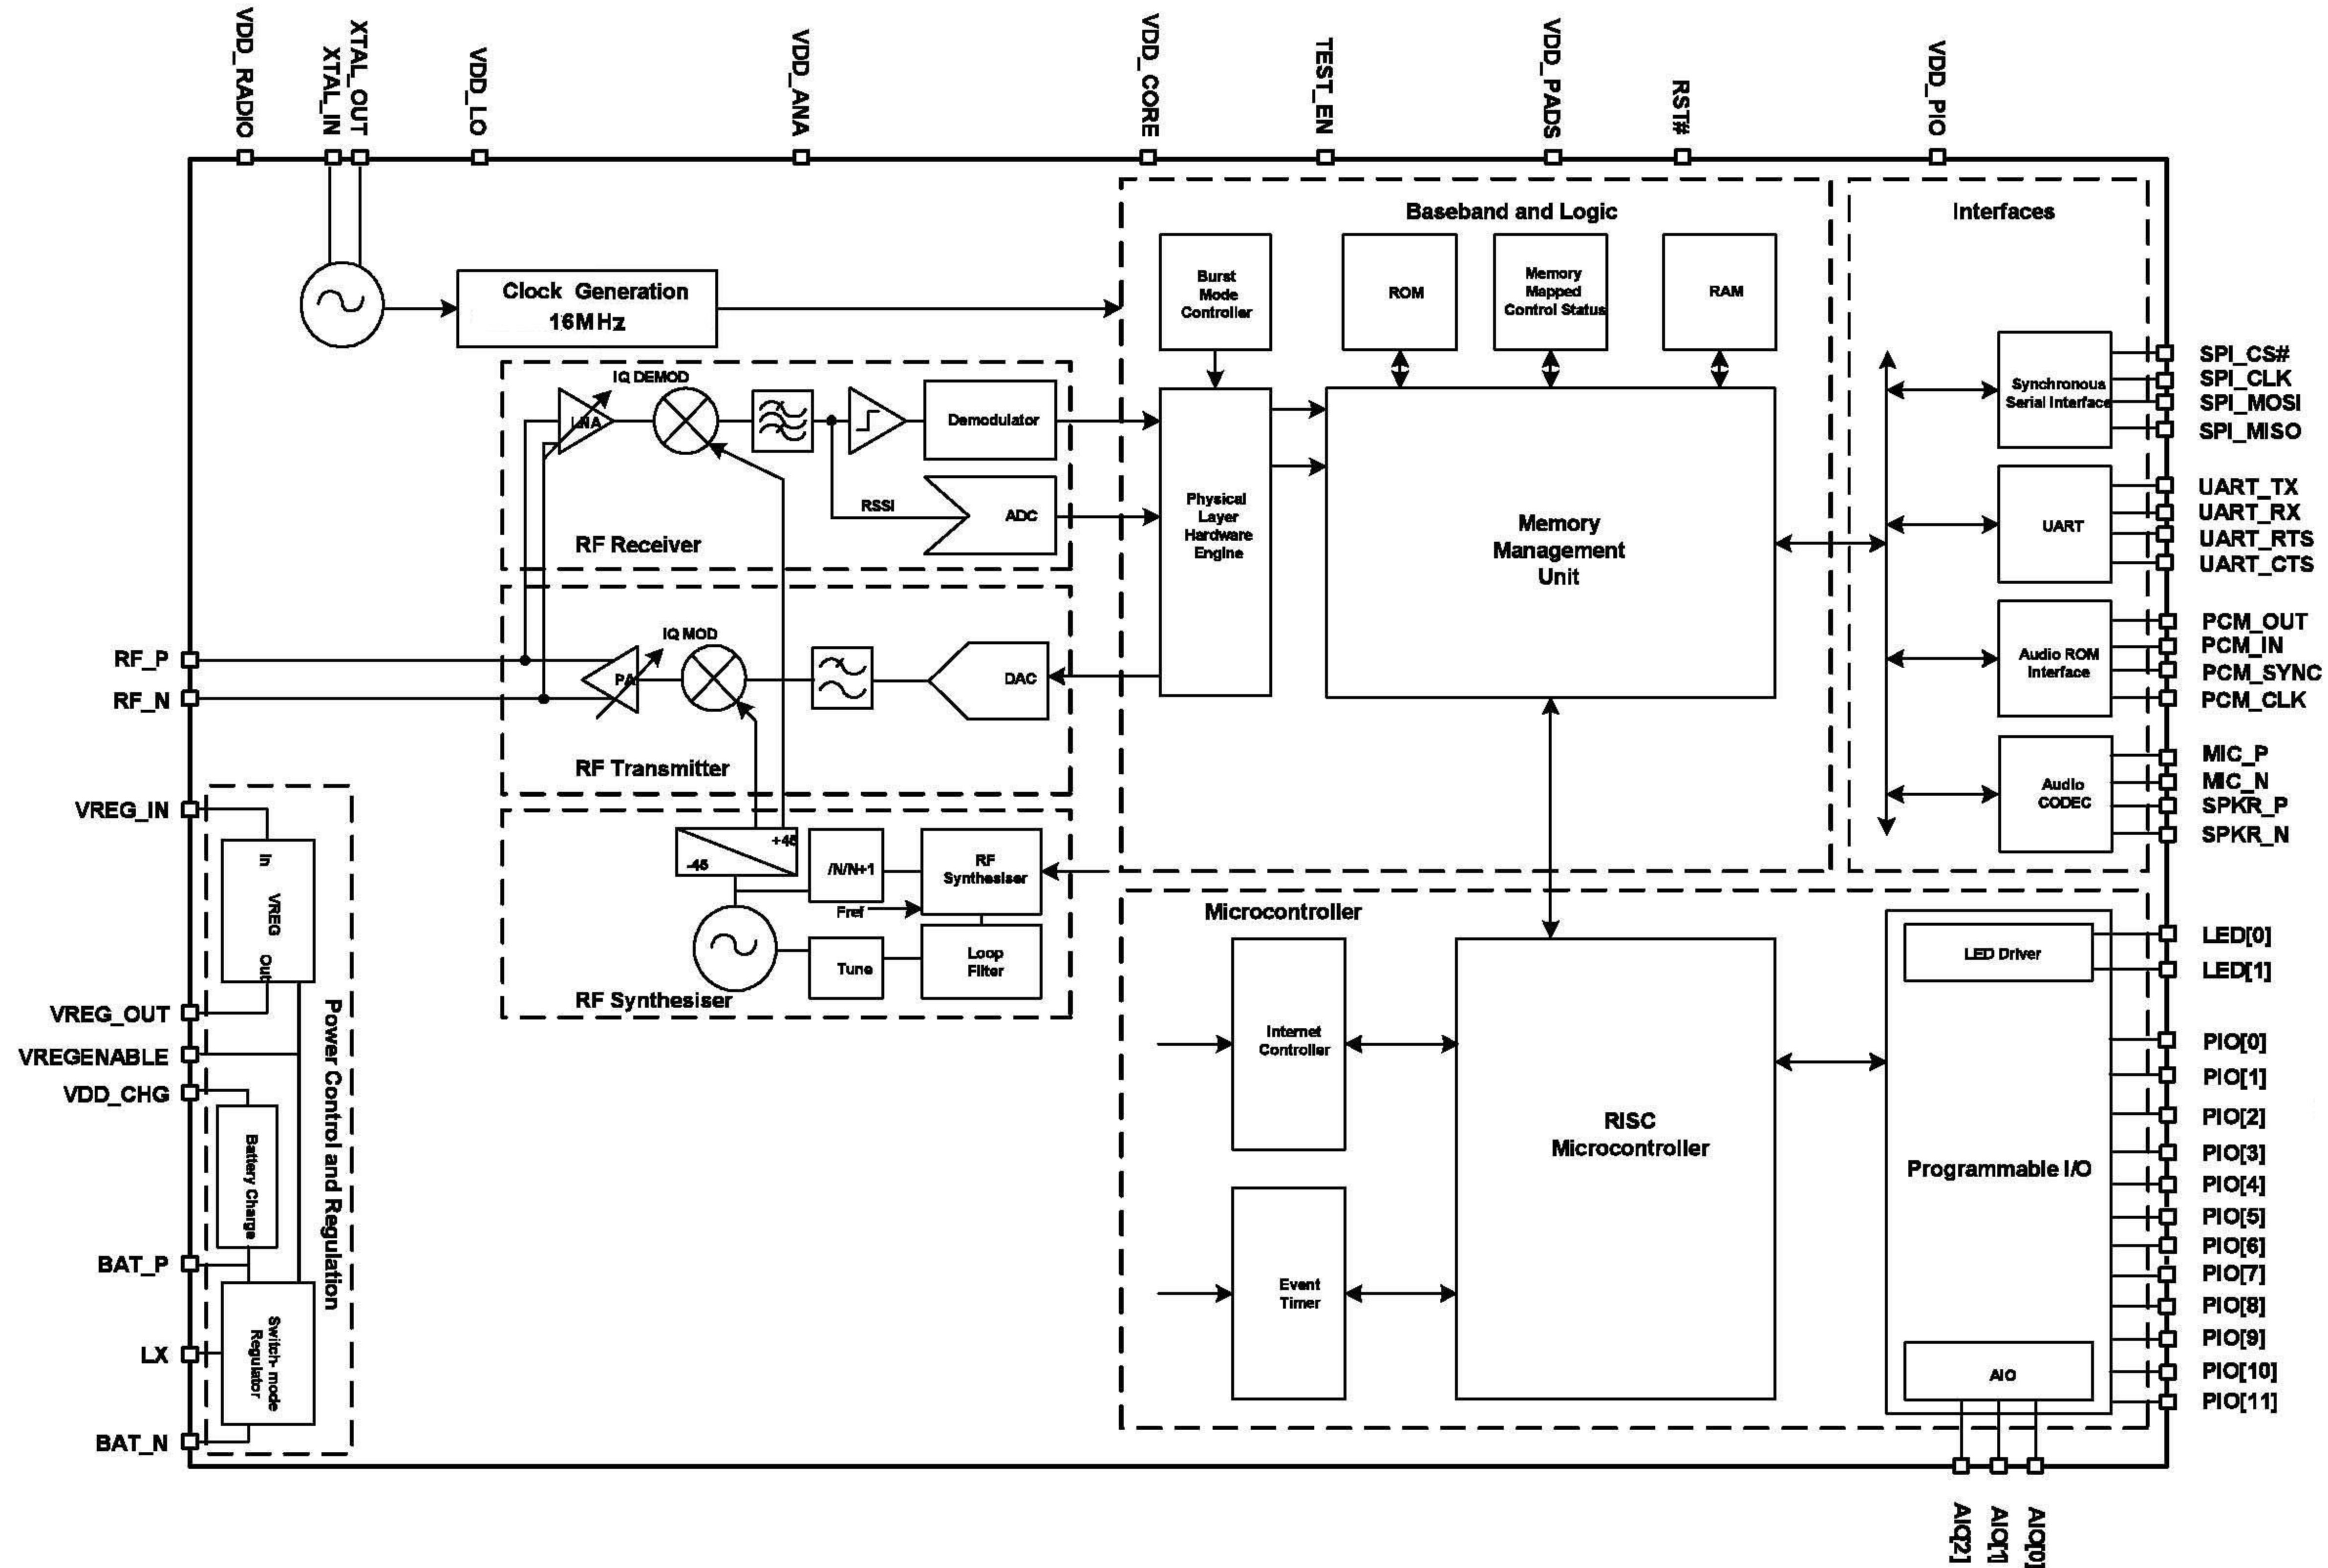 VDD_RADIO
XTAL_IN
XTAL_OUT
VDD_LO
VDD_ANA
VDD_CORE
TEST_EN
VDD_PADS
RST#
VDD_PIO
Clock Generation
16MHz
Baseband and Logic
Burst
Mode
Controller
ROM
Memory
Mapped
Control Status
RAM
Physical
Layer
Hardware
Engine
Memory
Management
Unit
Interfaces
Synchronous
Serial Interface
UART
Audio ROM
Interface
Audio
CODEC
SPI_CS#
SPI_CLK
SPI_MOSI
SPI_MISO
UART_TX
UART_RX
UART_RTS
UART_CTS
PCM_OUT
PCM_IN
PCM_SYNC
PCM_CLK
MIC_P
MIC_N
SPKR_P
SPKR_N
IQ DEMOD
LNA
Demodulator
RSSI
ADC
RF Receiver
RF_P
RF_N
IQ MOD
PA
DAC
RF Transmitter
+45
-45
/N/N+1
RF
Synthesiser
Fref
Tune
Loop
Filter
RF Synthesiser
VREG_IN
VREG_OUT
VREGENABLE
VDD_CHG
BAT_P
LX
BAT_N
In
VREG
Out
Battery Charge
Switch- mode
Regulator
Power Control and Regulation
Microcontroller
Internet
Controller
Event
Timer
RISC
Microcontroller
LED Driver
Programmable I/O
AIO
LED[0]
LED[1]
PIO[0]
PIO[1]
PIO[2]
PIO[3]
PIO[4]
PIO[5]
PIO[6]
PIO[7]
PIO[8]
PIO[9]
PIO[10]
PIO[11]
AIO[2]
AIO[1]
AIO[0]